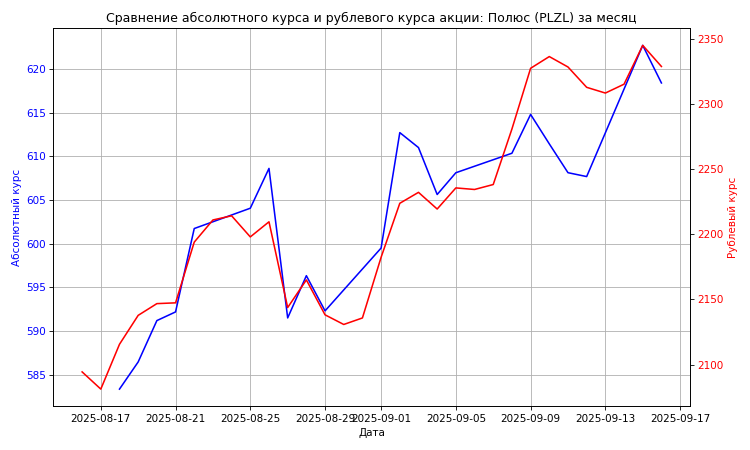 Сравнение абсолютного курса и рублевого курса акции: Полюс (PLZL) за месяц
Абсолютный курс
620
615
610
605
600
595
590
585
2350
2300
2250
2200
2150
2100
Рублевый курс
2025-08-17 2025-08-21 2025-08-25 2025-08-29 2025-09-01 2025-09-05 2025-09-09 2025-09-13 2025-09-17
Дата